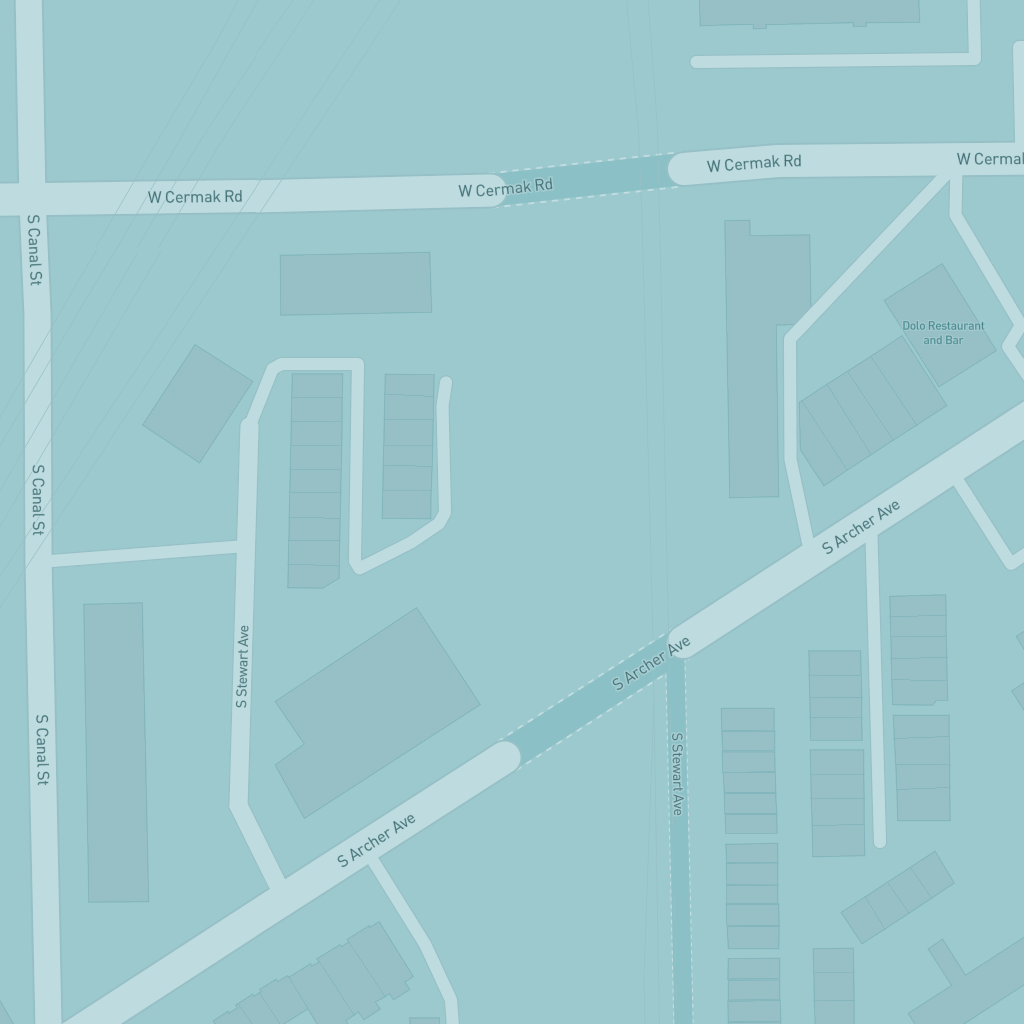 W Cermak Rd
W Cermak Rd
W Cermak Rd
W Cermak
S Canal St
Dolo Restaurant
and Bar
S Canal St
S Archer Ave
S Stewart Ave
S Archer Ave
S Canal St
S Stewart Ave
S Archer Ave